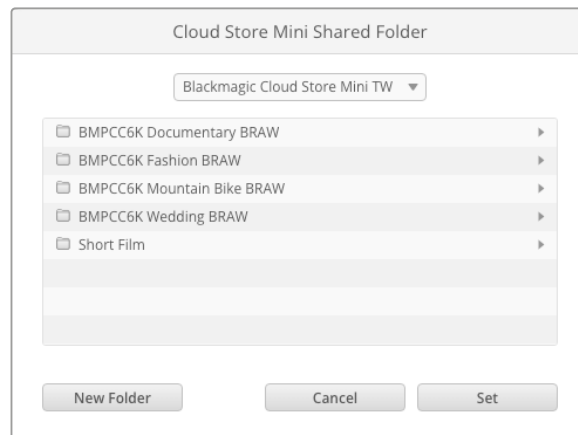 Cloud Store Mini Shared Folder
Blackmagic Cloud Store Mini TW
BMPCC6K Documentary BRAW
BMPCC6K Fashion BRAW
BMPCC6K Mountain Bike BRAW
BMPCC6K Wedding BRAW
Short Film
New Folder Cancel Set